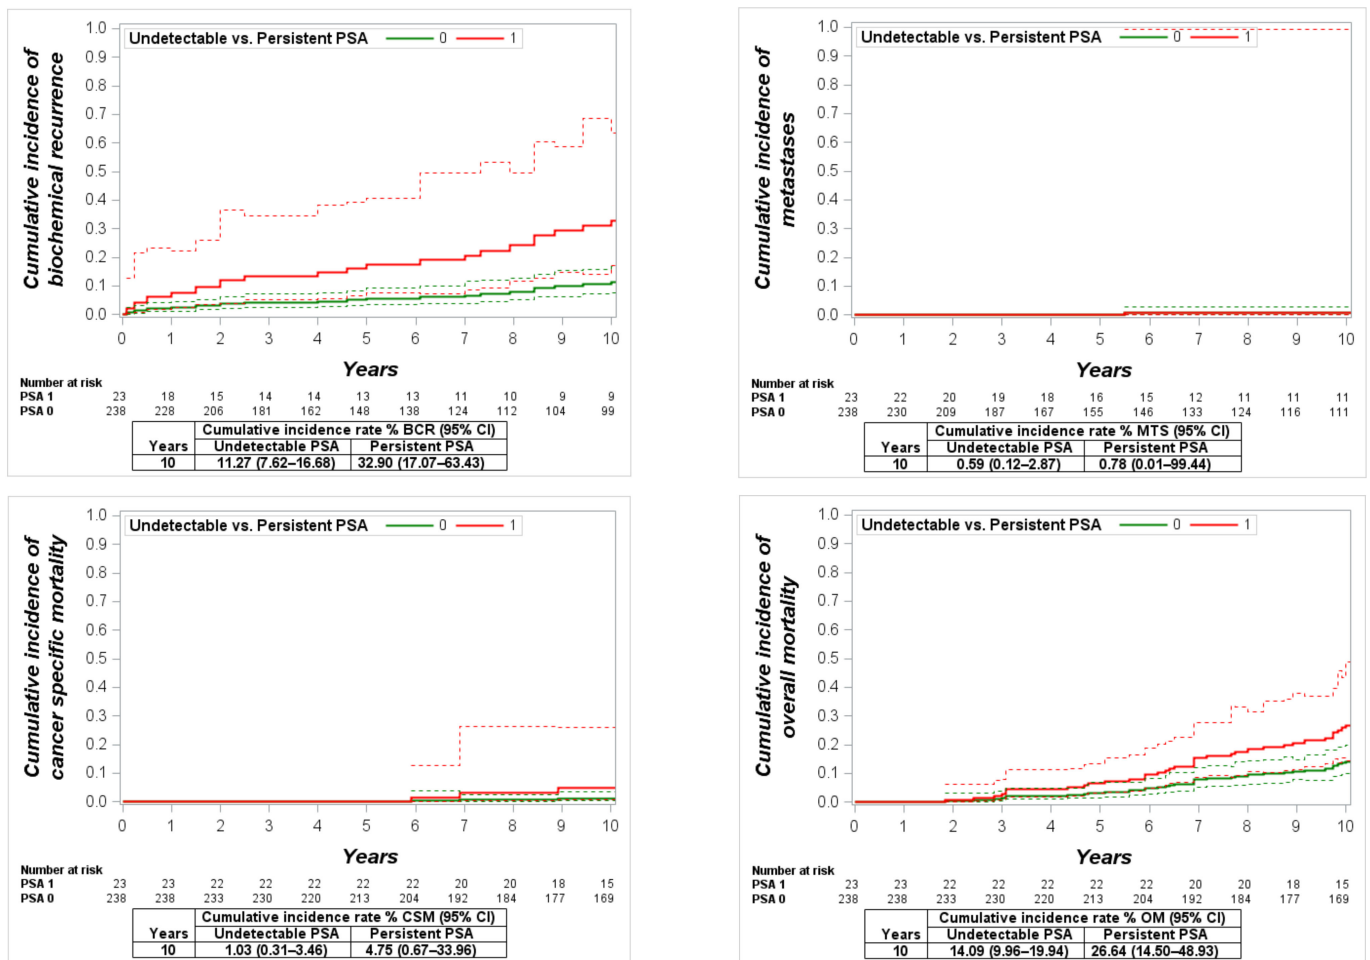 Undetectable vs. Persistent PSA 0 1
Cumulative incidence of
biochemical recurrence
1.0
0.9
0.8
0.7
0.6
0.5
0.4
0.3
0.2
0.1
0.0
0 1 2 3 4 5 6 7 8 9 10
Years
Number at risk
PSA 1 23 18 15 14 14 13 13 11 10 9 9
PSA 0 238 228 206 181 162 148 138 124 112 104 99
Cumulative incidence rate % BCR (95% CI)
Years Undetectable PSA Persistent PSA
10 11.27 (7.62–16.68) 32.90 (17.07–63.43)
Undetectable vs. Persistent PSA 0 1
Cumulative incidence of
metastases
1.0
0.9
0.8
0.7
0.6
0.5
0.4
0.3
0.2
0.1
0.0
0 1 2 3 4 5 6 7 8 9 10
Years
Number at risk
PSA 1 23 22 20 19 18 16 15 12 11 11 11
PSA 0 238 230 209 187 167 155 146 133 124 116 111
Cumulative incidence rate % MTS (95% CI)
Years Undetectable PSA Persistent PSA
10 0.59 (0.12–2.87) 0.78 (0.01–99.44)
Undetectable vs. Persistent PSA 0 1
Cumulative incidence of
cancer specific mortality
1.0
0.9
0.8
0.7
0.6
0.5
0.4
0.3
0.2
0.1
0.0
0 1 2 3 4 5 6 7 8 9 10
Years
Number at risk
PSA 1 23 23 22 22 22 22 22 20 20 18 15
PSA 0 238 238 233 230 220 213 204 192 184 177 169
Cumulative incidence rate % CSM (95% CI)
Years Undetectable PSA Persistent PSA
10 1.03 (0.31–3.46) 4.75 (0.67–33.96)
Undetectable vs. Persistent PSA 0 1
Cumulative incidence of
overall mortality
1.0
0.9
0.8
0.7
0.6
0.5
0.4
0.3
0.2
0.1
0.0
0 1 2 3 4 5 6 7 8 9 10
Years
Number at risk
PSA 1 23 23 22 22 22 22 22 20 20 18 15
PSA 0 238 238 233 230 220 213 204 192 184 177 169
Cumulative incidence rate % OM (95% CI)
Years Undetectable PSA Persistent PSA
10 14.09 (9.96–19.94) 26.64 (14.50–48.93)